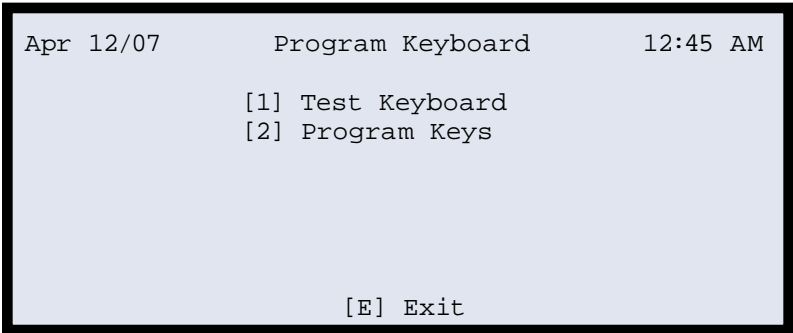 Apr 12/07 Program Keyboard 12:45 AM
[1] Test Keyboard
[2] Program Keys
[E] Exit